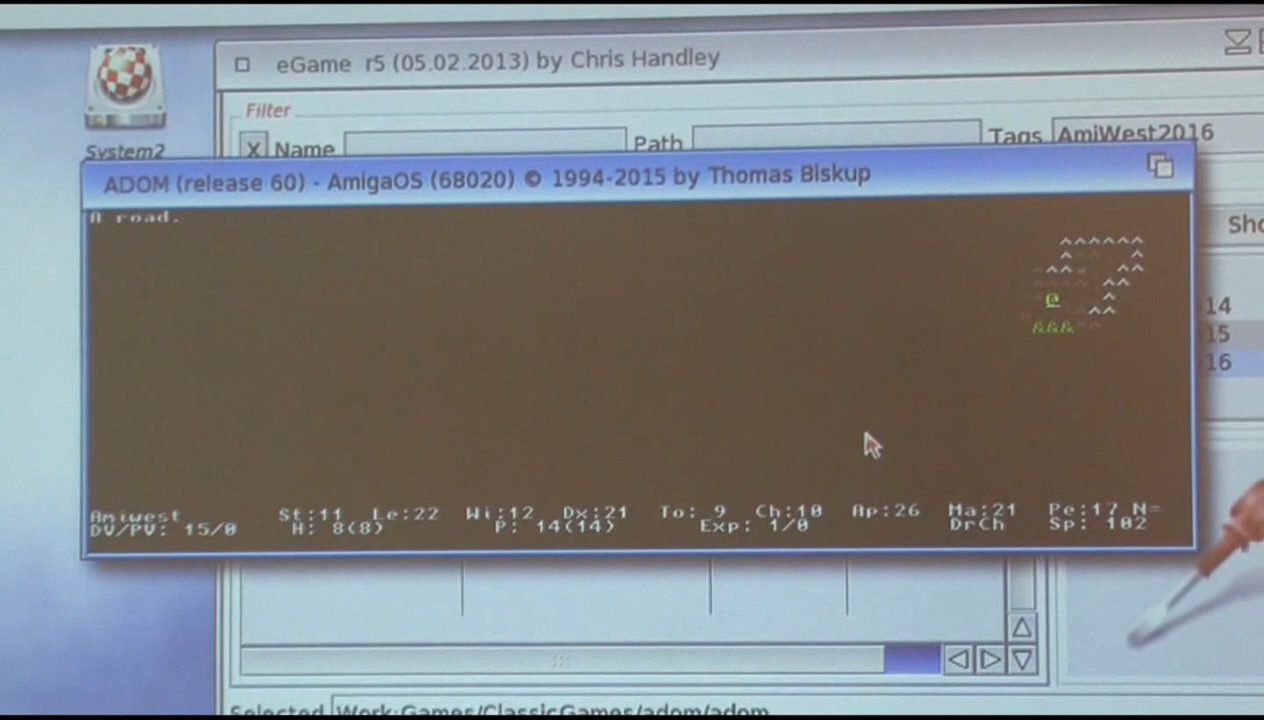 eGame r5 (05.02.2013) by Chris Handley
Filter
System2
X Name Path Tags AmiWest2016
ADOM (release 60) - AmigaOS (68020) © 1994-2015 by Thomas Biskup
A road.
Sho
^^^^^^
^ ^
^^ ^^
^^
@ ^
^^
&&&
14
15
16
Amiwest St:11 Le:22 Wi:12 Dx:21 To: 9 Ch:10 Ap:26 Ma:21 Pe:17 N=
DV/PV: 15/0 H: 8(8) P: 14(14) Exp: 1/0 DrCh Sp: 102
Selected Work:Games/ClassicGames/adom/adom